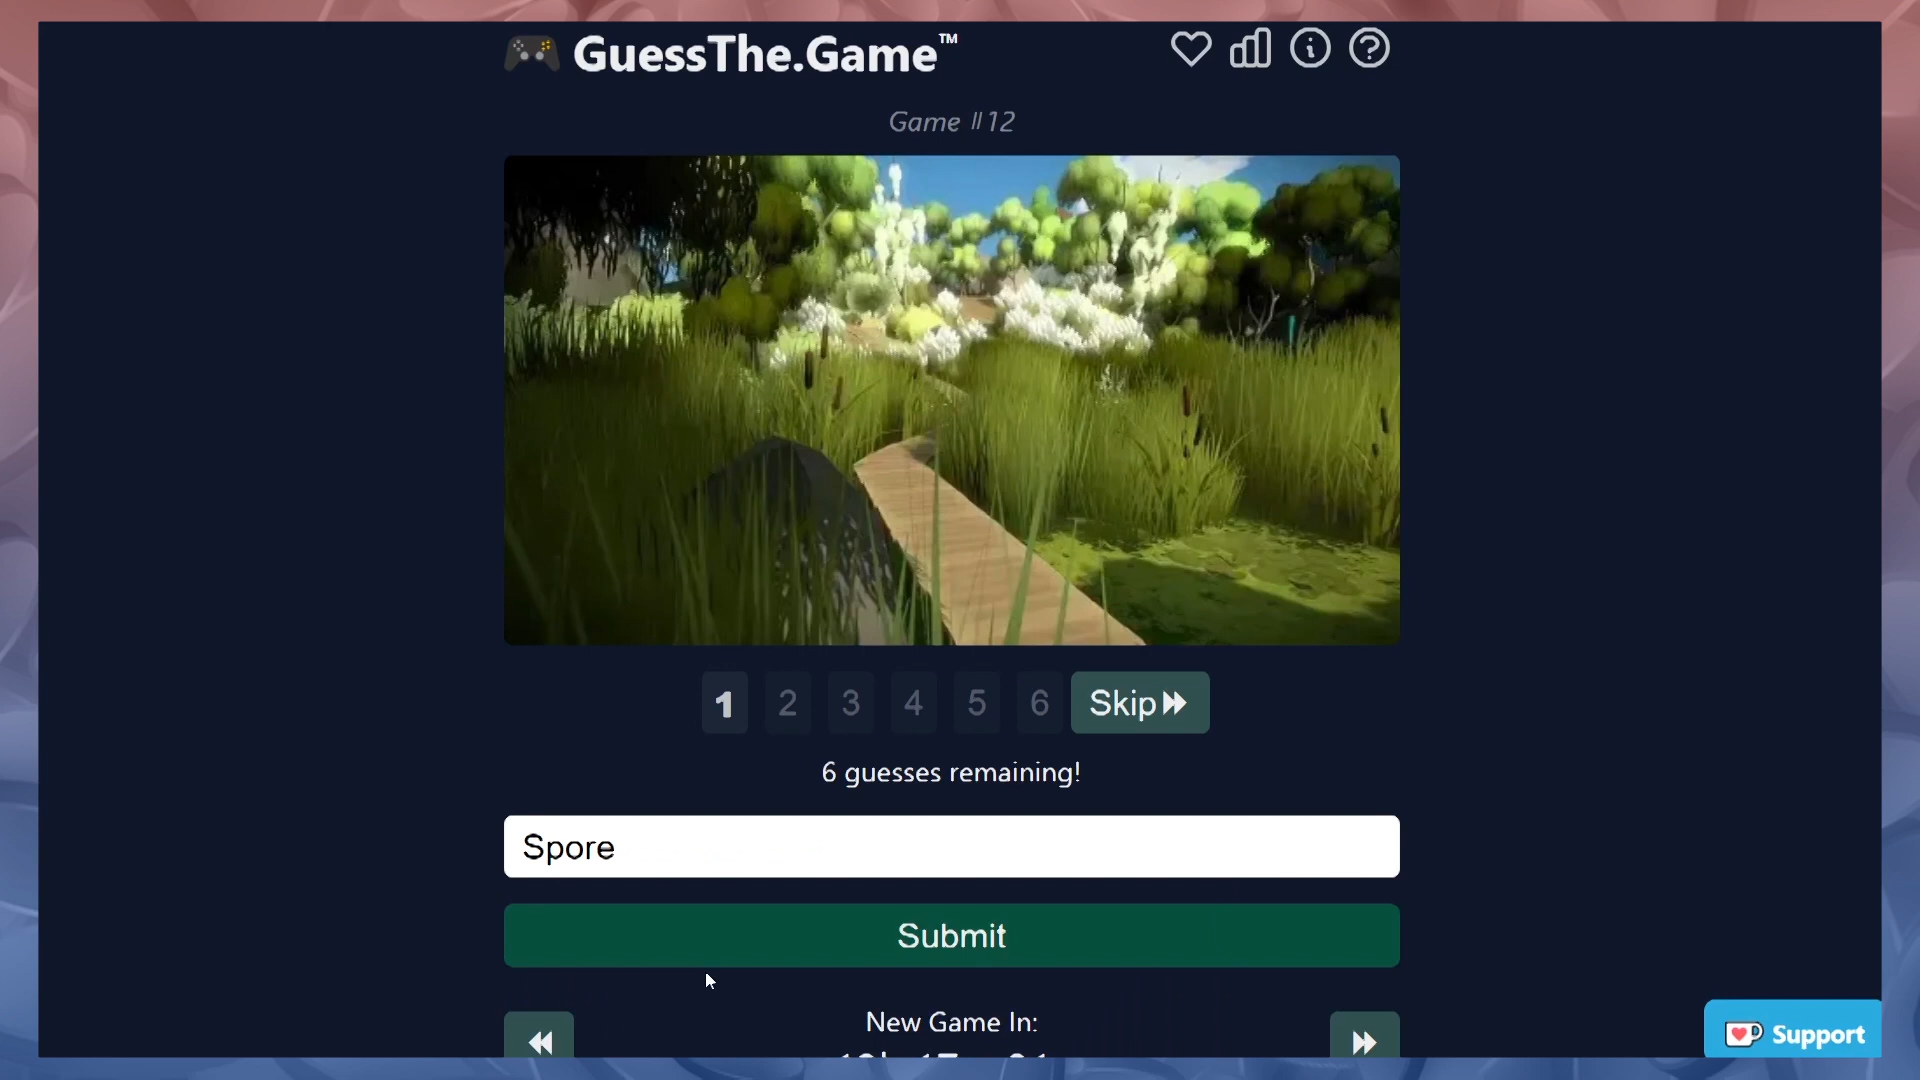 GuessThe.Game™
Game #12
1 2 3 4 5 6 Skip
6 guesses remaining!
Spore
Submit
New Game In:
Support